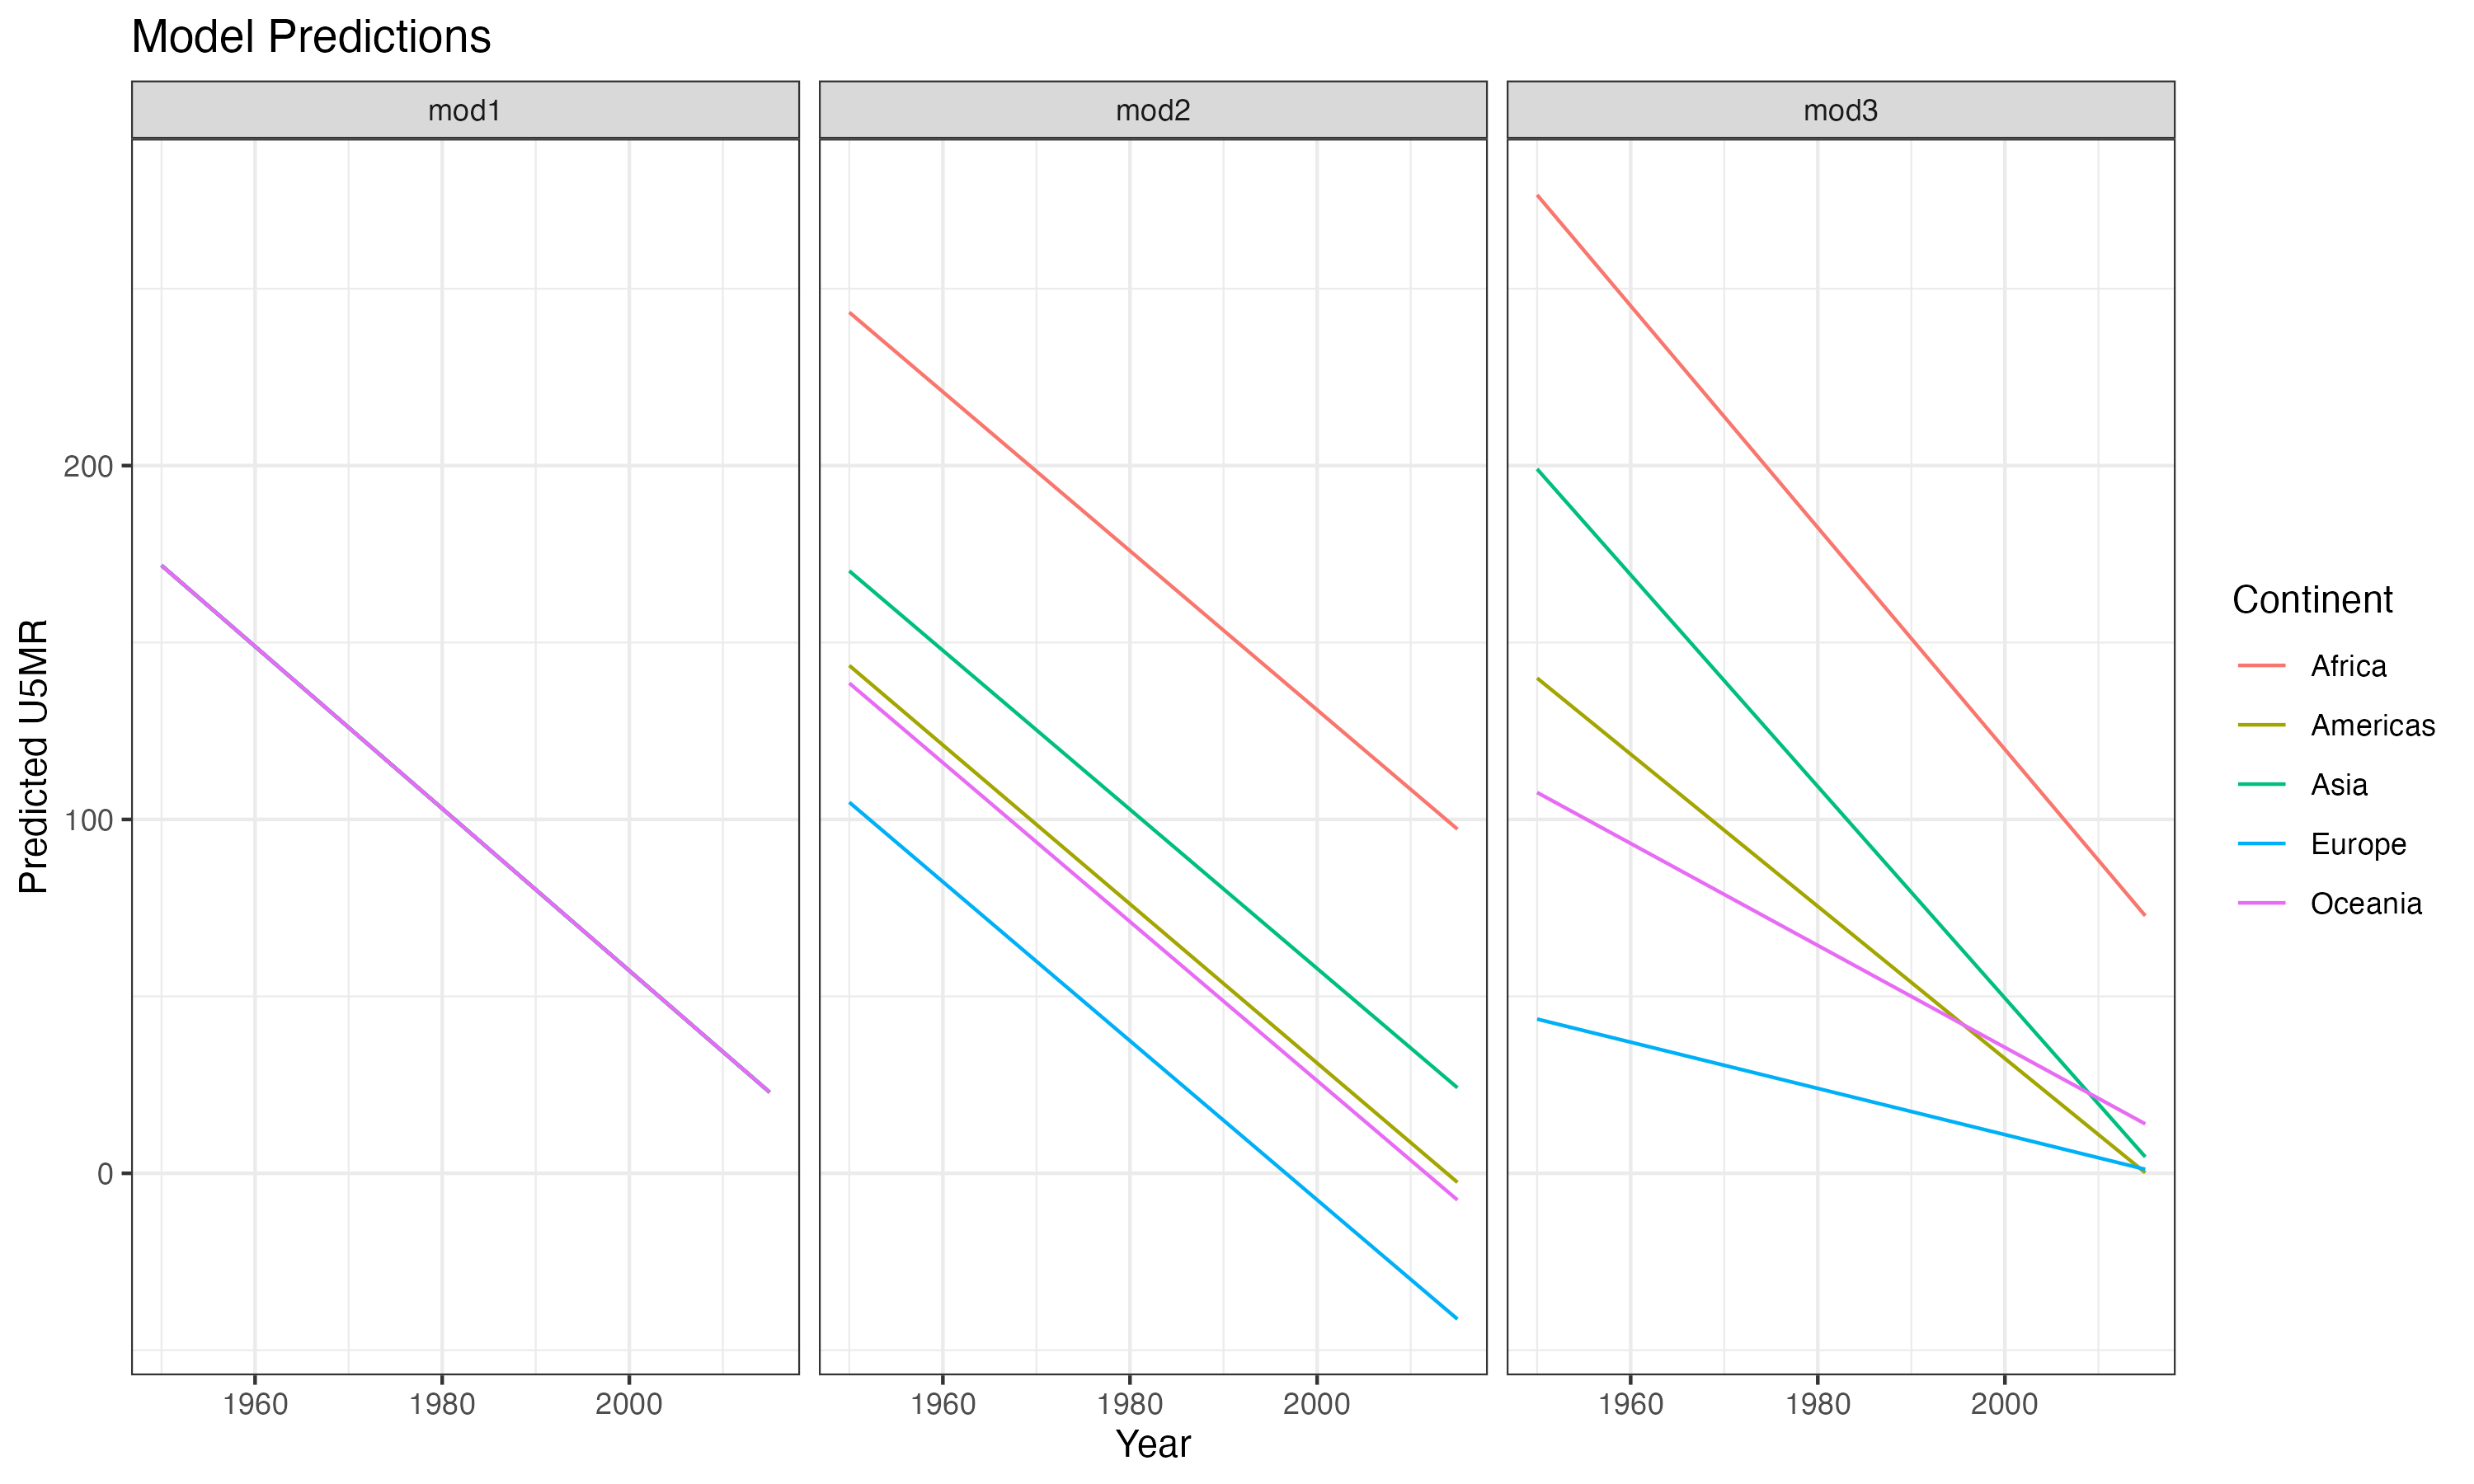 Model Predictions
mod1 mod2 mod3
200
100
0
Predicted U5MR
1960 1980 2000 1960 1980 2000 1960 1980 2000
Year
Continent
Africa
Americas
Asia
Europe
Oceania